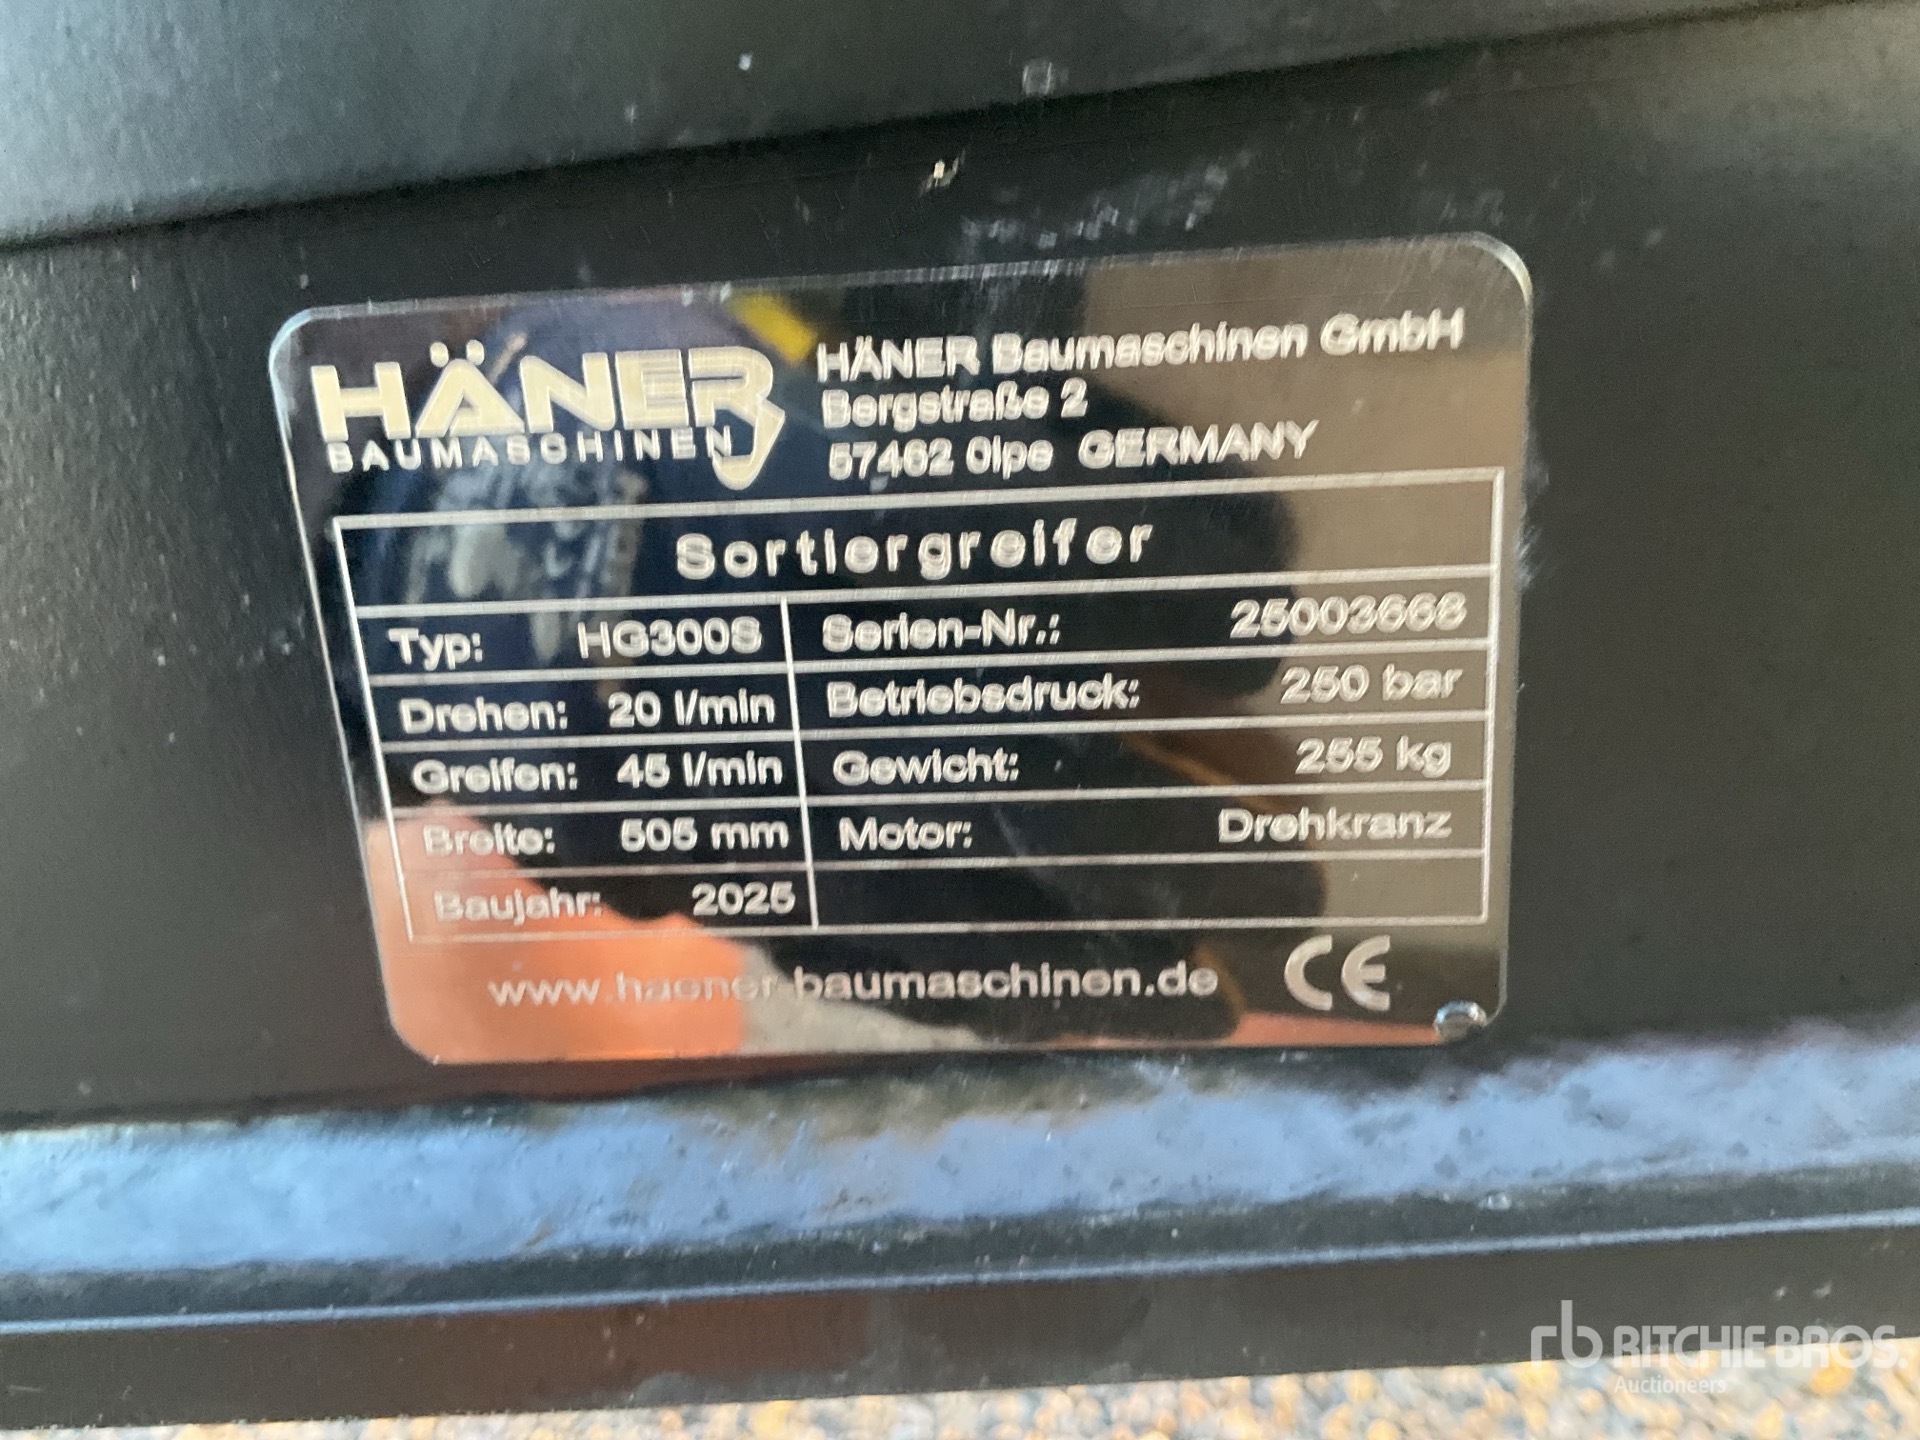 HÄNER
BAUMASCHINEN
HÄNER Baumaschinen GmbH
Bergstraße 2
57462 Olpe GERMANY
Sortiergreifer
Typ: HG300S
Serien-Nr.: 25003668
Drehen: 20 l/min
Betriebsdruck: 250 bar
Greifen: 45 l/min
Gewicht: 255 kg
Breite: 505 mm
Motor: Drehkranz
Baujahr: 2025
www.haener-baumaschinen.de CE
rb RITCHIE BROS.
Auctioneers